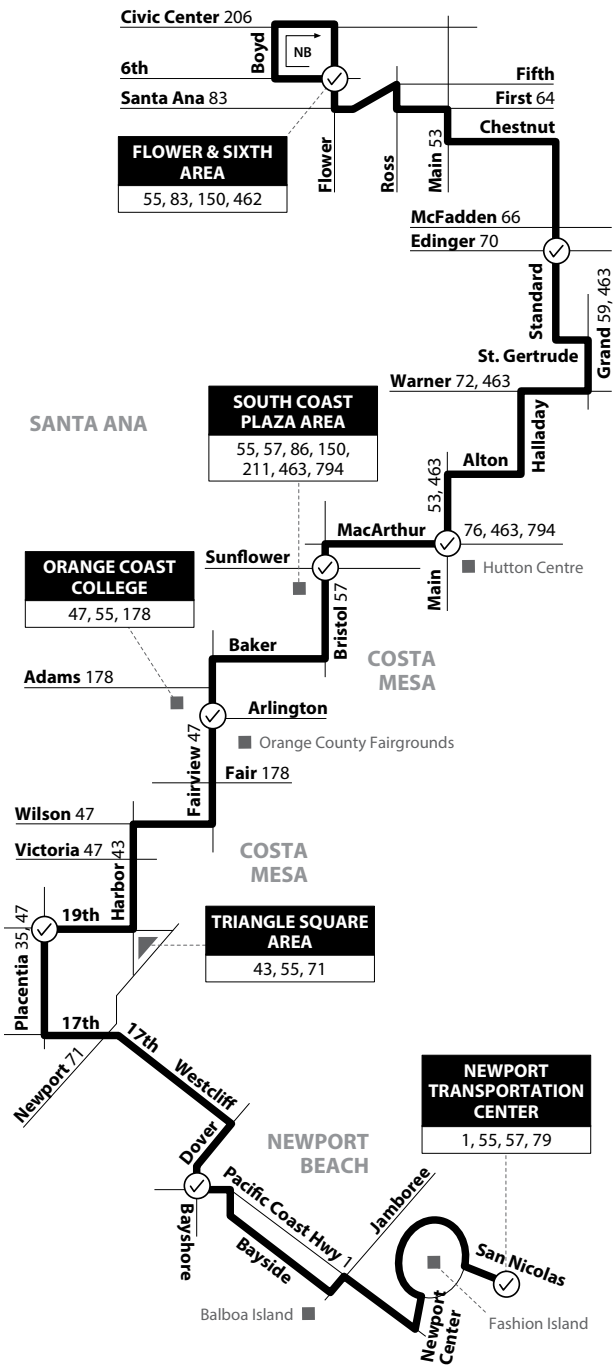 Civic Center 206
Boyd
NB
6th
Fifth
Santa Ana 83
First 64
Chestnut
FLOWER & SIXTH
AREA
55, 83, 150, 462
Flower
Ross
Main 53
McFadden 66
Edinger 70
Standard
Grand 59, 463
St. Gertrude
Warner 72, 463
SANTA ANA
SOUTH COAST
PLAZA AREA
55, 57, 86, 150,
211, 463, 794
Halladay
Alton
53, 463
MacArthur
76, 463, 794
Sunflower
Main
Hutton Centre
ORANGE COAST
COLLEGE
47, 55, 178
Bristol 57
Baker
COSTA
MESA
Adams 178
Arlington
Orange County Fairgrounds
Fairview 47
Fair 178
Wilson 47
Victoria 47
Harbor 43
COSTA
MESA
19th
Placentia 35, 47
TRIANGLE SQUARE
AREA
43, 55, 71
17th
17th
Newport 71
Westcliff
NEWPORT
TRANSPORTATION
CENTER
1, 55, 57, 79
Dover
NEWPORT
BEACH
Bayshore
Pacific Coast Hwy 1
Jamboree
Bayside
San Nicolas
Balboa Island
Newport
Center
Fashion Island